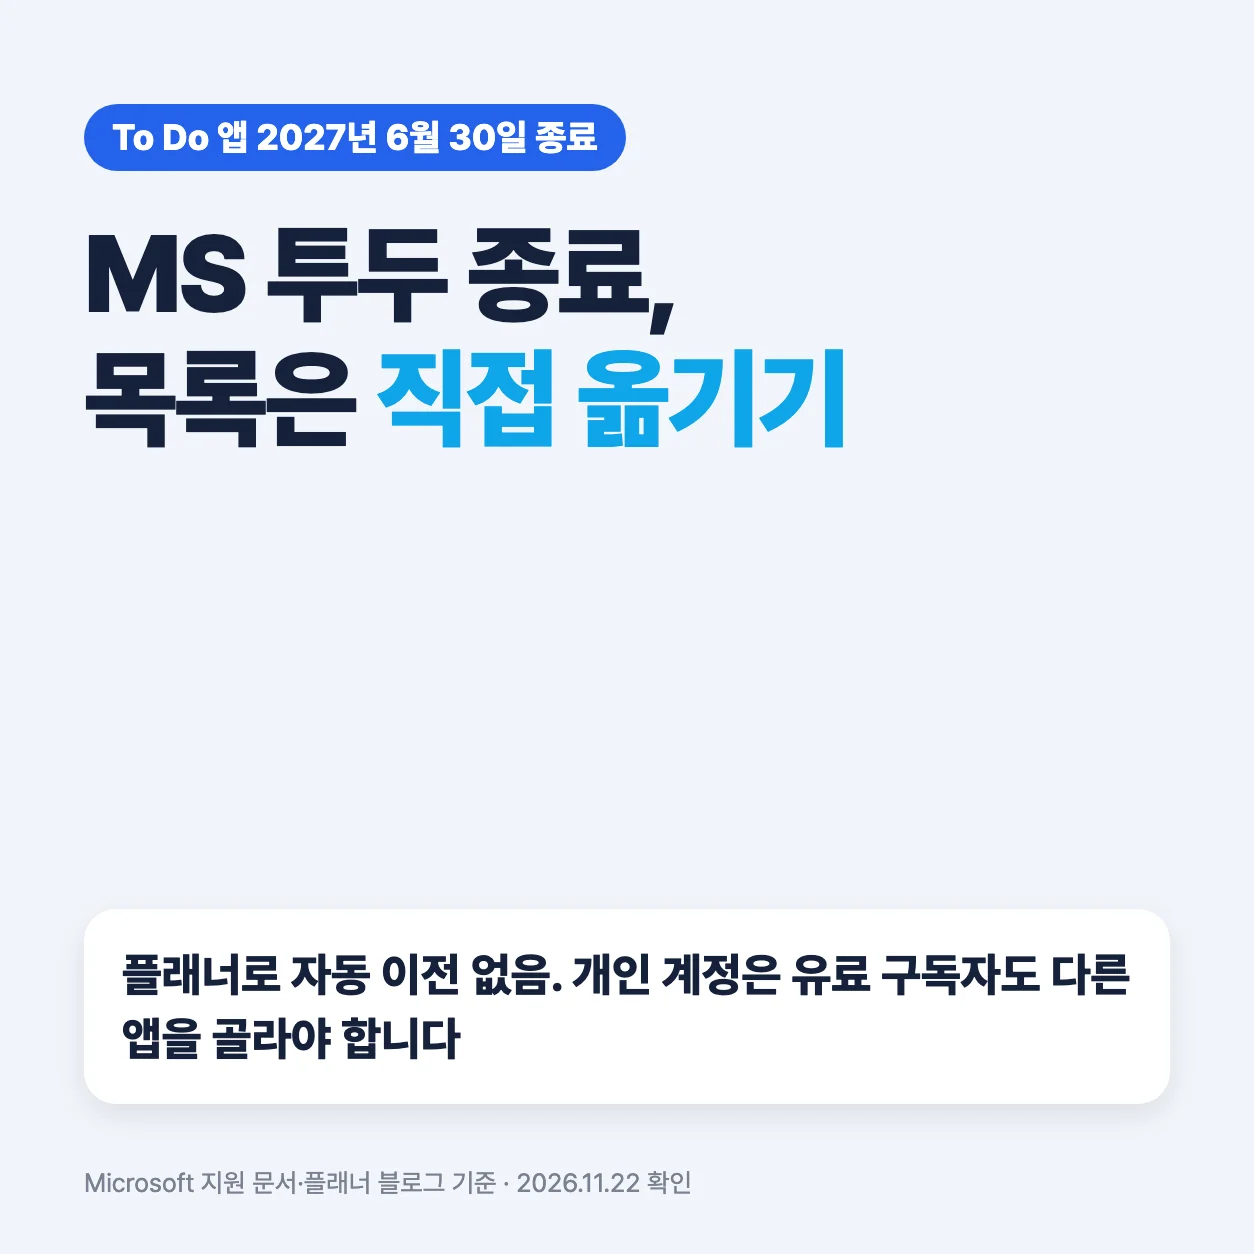 To Do 앱 2027년 6월 30일 종료
MS 투두 종료,
목록은 직접 옮기기
플래너로 자동 이전 없음. 개인 계정은 유료 구독자도 다른
앱을 골라야 합니다
Microsoft 지원 문서·플래너 블로그 기준 · 2026.11.22 확인